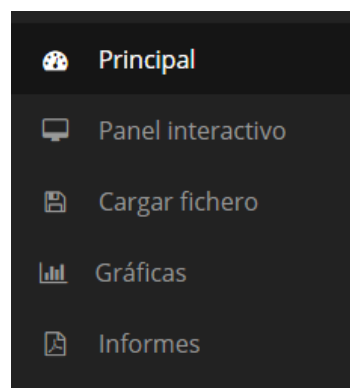 Principal
Panel interactivo
Cargar fichero
Gráficas
Informes